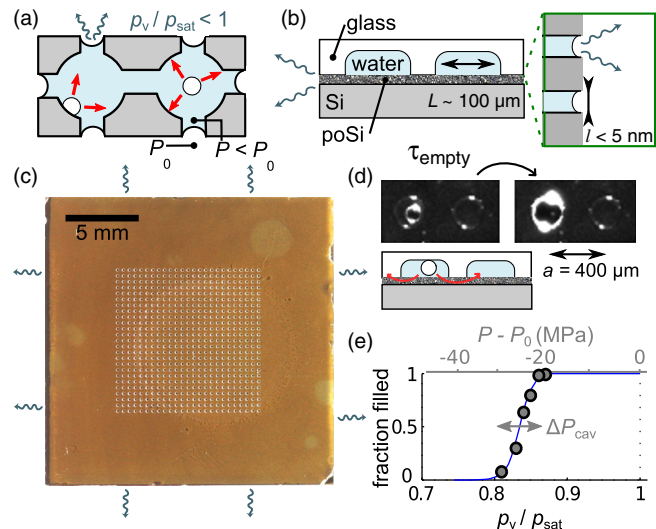 (a)
p_v / p_sat < 1
P_0
P < P_0
(b)
glass
water
Si
poSi
L ~ 100 µm
l < 5 nm
(c)
5 mm
(d)
τ_empty
a = 400 µm
(e)
P - P_0 (MPa)
-40
-20
0
fraction filled
1
0.5
0
ΔP_cav
0.7
0.8
0.9
1
p_v / p_sat